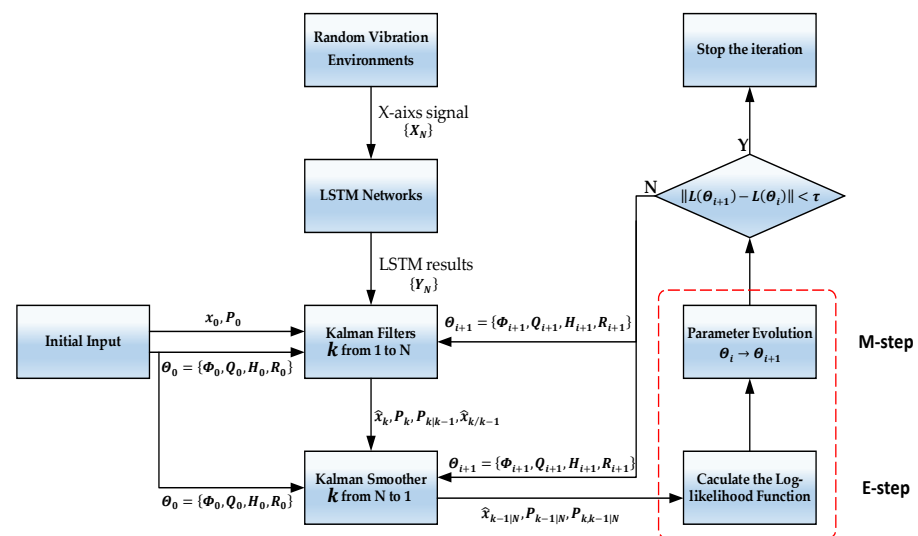 Random Vibration
Environments
Stop the iteration
X-aixs signal
{X_N}
Y
N
LSTM Networks
‖L(Θ_{i+1}) − L(Θ_i)‖ < τ
LSTM results
{Y_N}
Initial Input
x_0, P_0
Θ_0 = {Φ_0, Q_0, H_0, R_0}
Kalman Filters
k from 1 to N
Θ_{i+1} = {Φ_{i+1}, Q_{i+1}, H_{i+1}, R_{i+1}}
Parameter Evolution
Θ_i → Θ_{i+1}
M-step
x̂_k, P_k, P_{k|k−1}, x̂_{k/k−1}
Θ_0 = {Φ_0, Q_0, H_0, R_0}
Kalman Smoother
k from N to 1
Θ_{i+1} = {Φ_{i+1}, Q_{i+1}, H_{i+1}, R_{i+1}}
x̂_{k−1|N}, P_{k−1|N}, P_{k,k−1|N}
Caculate the Log-
likelihood Function
E-step